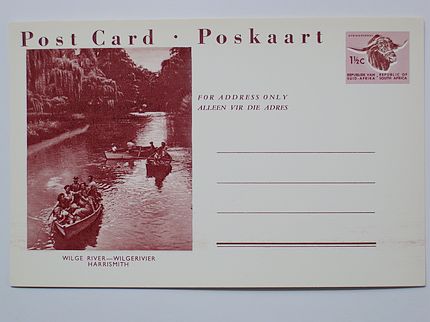 Post Card · Poskaart
1½C
REPUBLIEK VAN REPUBLIC OF
SUID-AFRIKA SOUTH AFRICA
FOR ADDRESS ONLY
ALLEEN VIR DIE ADRES
WILGE RIVER—WILGERIVIER
HARRISMITH